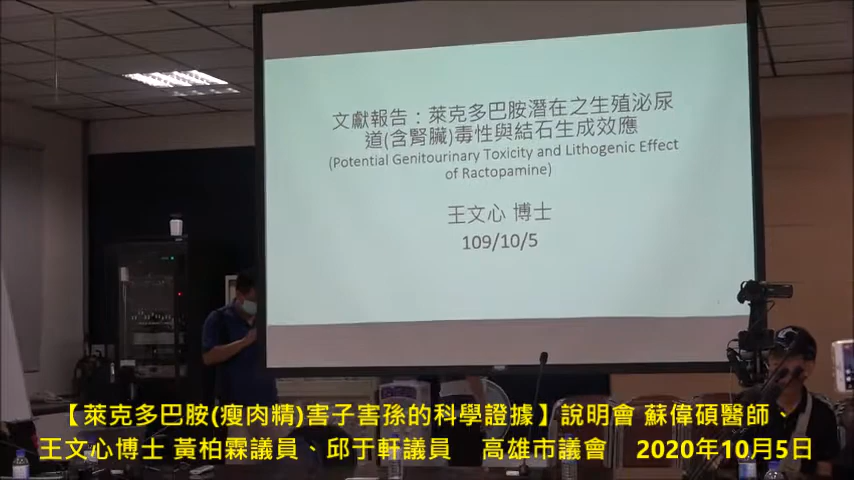 文獻報告：萊克多巴胺潛在之生殖泌尿
道(含腎臟)毒性與結石生成效應
(Potential Genitourinary Toxicity and Lithogenic Effect
of Ractopamine)
王文心 博士
109/10/5
【萊克多巴胺(瘦肉精)害子害孫的科學證據】說明會 蘇偉碩醫師、
王文心博士 黃柏霖議員、邱于軒議員 高雄市議會 2020年10月5日